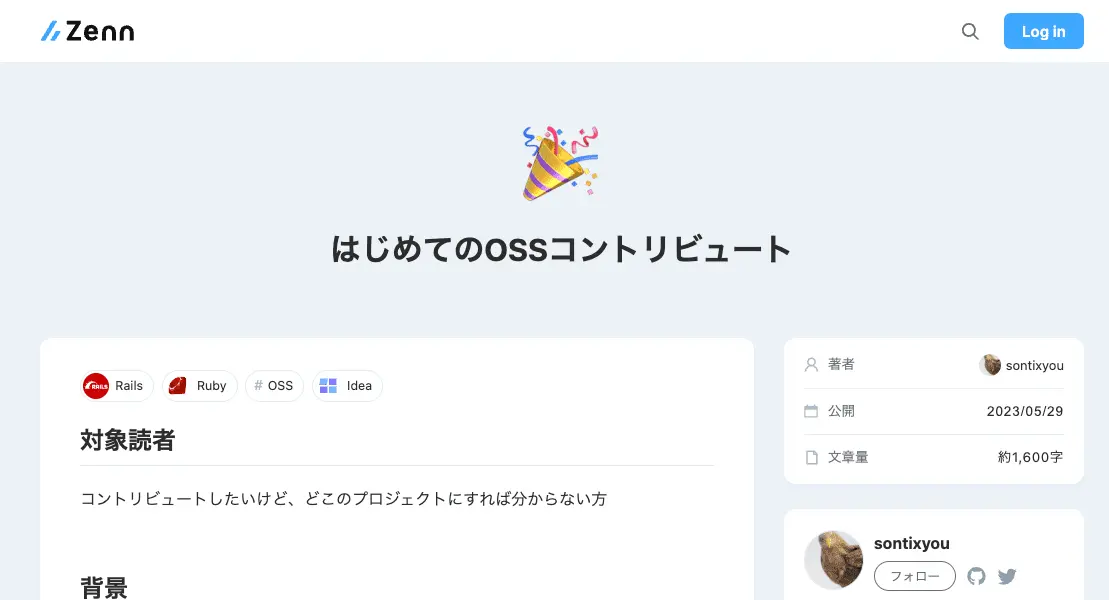 Zenn
Log in
はじめてのOSSコントリビュート
Rails
Ruby
# OSS
Idea
対象読者
コントリビュートしたいけど、どこのプロジェクトにすれば分からない方
背景
著者 sontixyou
公開 2023/05/29
文章量 約1,600字
sontixyou
フォロー